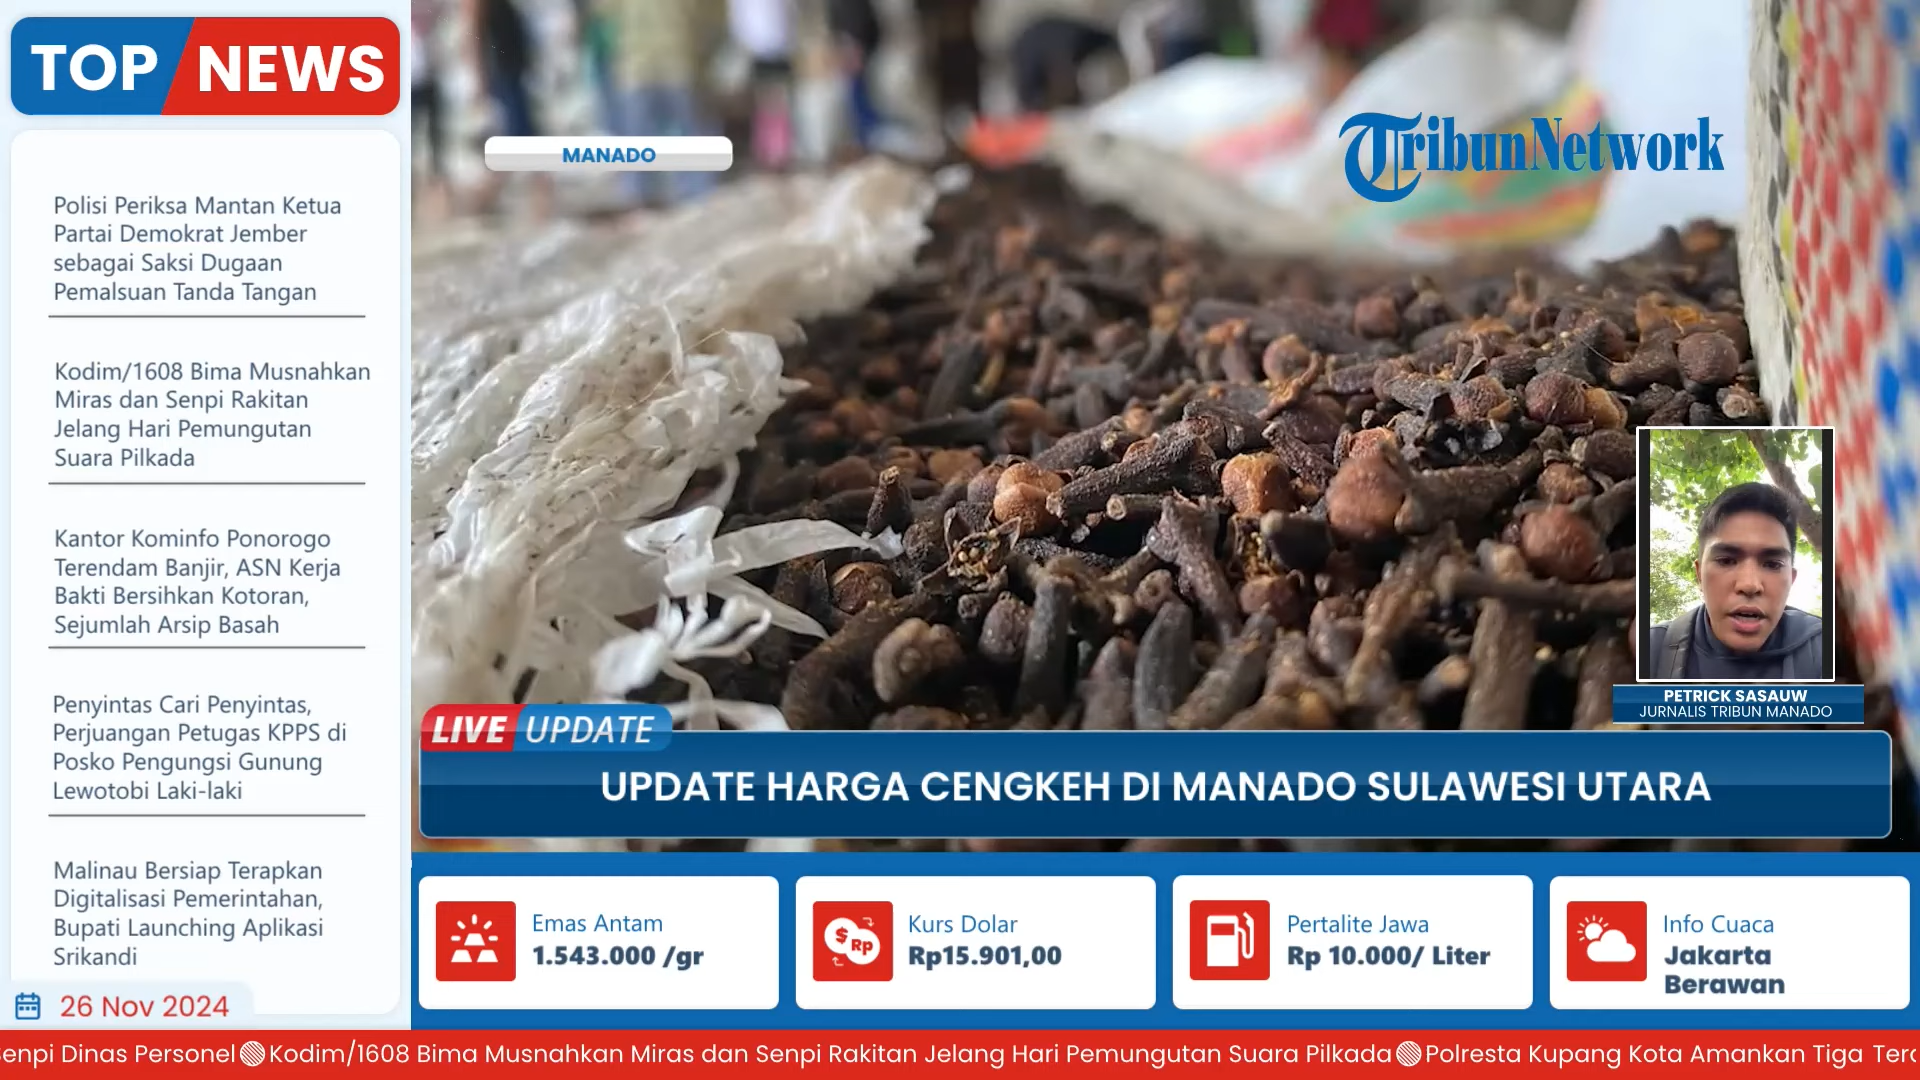 TOP NEWS
Polisi Periksa Mantan Ketua
Partai Demokrat Jember
sebagai Saksi Dugaan
Pemalsuan Tanda Tangan
Kodim/1608 Bima Musnahkan
Miras dan Senpi Rakitan
Jelang Hari Pemungutan
Suara Pilkada
Kantor Kominfo Ponorogo
Terendam Banjir, ASN Kerja
Bakti Bersihkan Kotoran,
Sejumlah Arsip Basah
Penyintas Cari Penyintas,
Perjuangan Petugas KPPS di
Posko Pengungsi Gunung
Lewotobi Laki-laki
Malinau Bersiap Terapkan
Digitalisasi Pemerintahan,
Bupati Launching Aplikasi
Srikandi
26 Nov 2024
MANADO
TribunNetwork
PETRICK SASAUW
JURNALIS TRIBUN MANADO
LIVE UPDATE
UPDATE HARGA CENGKEH DI MANADO SULAWESI UTARA
Emas Antam
1.543.000 /gr
$ Rp
Kurs Dolar
Rp15.901,00
Pertalite Jawa
Rp 10.000/ Liter
Info Cuaca
Jakarta
Berawan
enpi Dinas Personel Kodim/1608 Bima Musnahkan Miras dan Senpi Rakitan Jelang Hari Pemungutan Suara Pilkada Polresta Kupang Kota Amankan Tiga